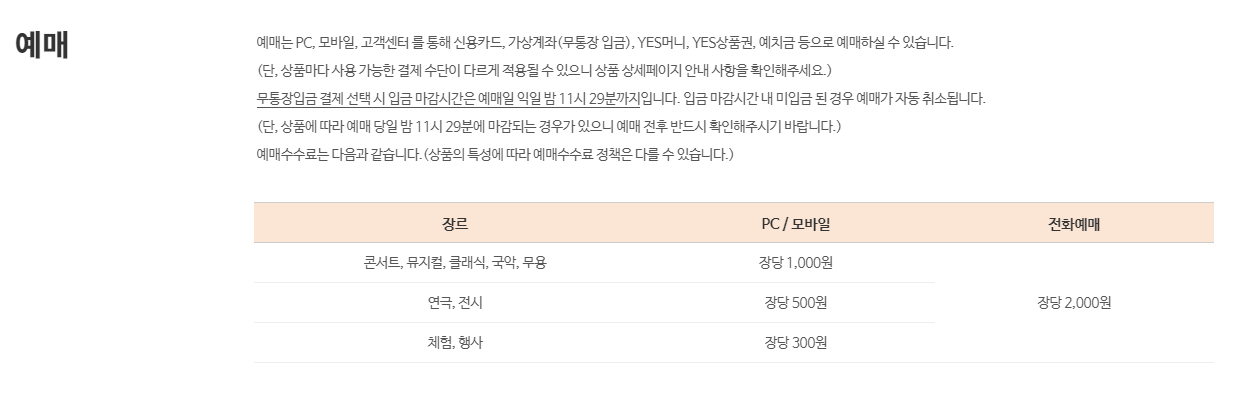 예매
예매는 PC, 모바일, 고객센터 를 통해 신용카드, 가상계좌(무통장 입금), YES머니, YES상품권, 예치금 등으로 예매하실 수 있습니다.
(단, 상품마다 사용 가능한 결제 수단이 다르게 적용될 수 있으니 상품 상세페이지 안내 사항을 확인해주세요.)
무통장입금 결제 선택 시 입금 마감시간은 예매일 익일 밤 11시 29분까지입니다. 입금 마감시간 내 미입금 된 경우 예매가 자동 취소됩니다.
(단, 상품에 따라 예매 당일 밤 11시 29분에 마감되는 경우가 있으니 예매 전후 반드시 확인해주시기 바랍니다.)
예매수수료는 다음과 같습니다.(상품의 특성에 따라 예매수수료 정책은 다를 수 있습니다.)
장르 PC / 모바일 전화예매
콘서트, 뮤지컬, 클래식, 국악, 무용 장당 1,000원
연극, 전시 장당 500원 장당 2,000원
체험, 행사 장당 300원